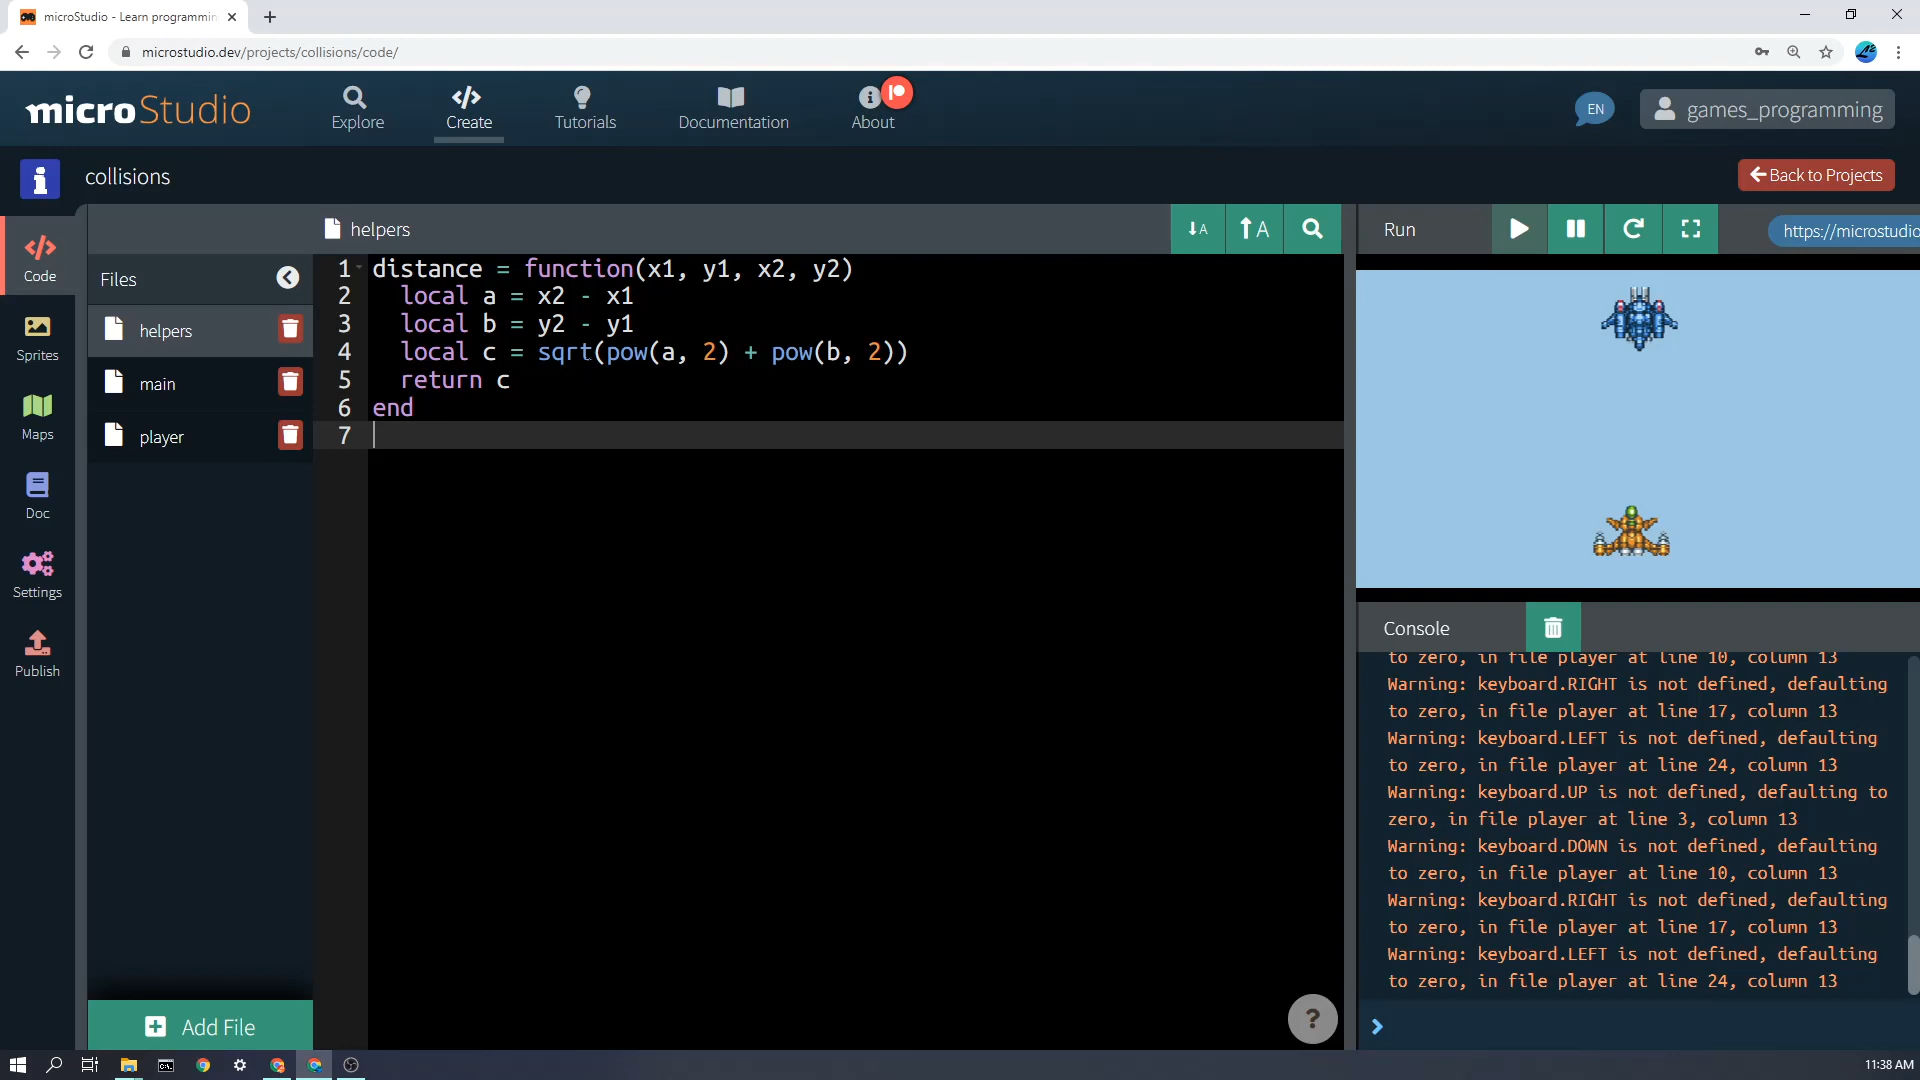 microStudio - Learn programmin
microstudio.dev/projects/collisions/code/
microStudio
Explore
Create
Tutorials
Documentation
About
EN
games_programming
collisions
Back to Projects
Code
Sprites
Maps
Doc
Settings
Publish
Files
helpers
main
player
Add File
helpers
↓A
↑A
1 distance = function(x1, y1, x2, y2)
2 local a = x2 - x1
3 local b = y2 - y1
4 local c = sqrt(pow(a, 2) + pow(b, 2))
5 return c
6 end
7
?
Run
https://microstudio
Console
to zero, in file player at line 10, column 13
Warning: keyboard.RIGHT is not defined, defaulting
to zero, in file player at line 17, column 13
Warning: keyboard.LEFT is not defined, defaulting
to zero, in file player at line 24, column 13
Warning: keyboard.UP is not defined, defaulting to
zero, in file player at line 3, column 13
Warning: keyboard.DOWN is not defined, defaulting
to zero, in file player at line 10, column 13
Warning: keyboard.RIGHT is not defined, defaulting
to zero, in file player at line 17, column 13
Warning: keyboard.LEFT is not defined, defaulting
to zero, in file player at line 24, column 13
11:38 AM